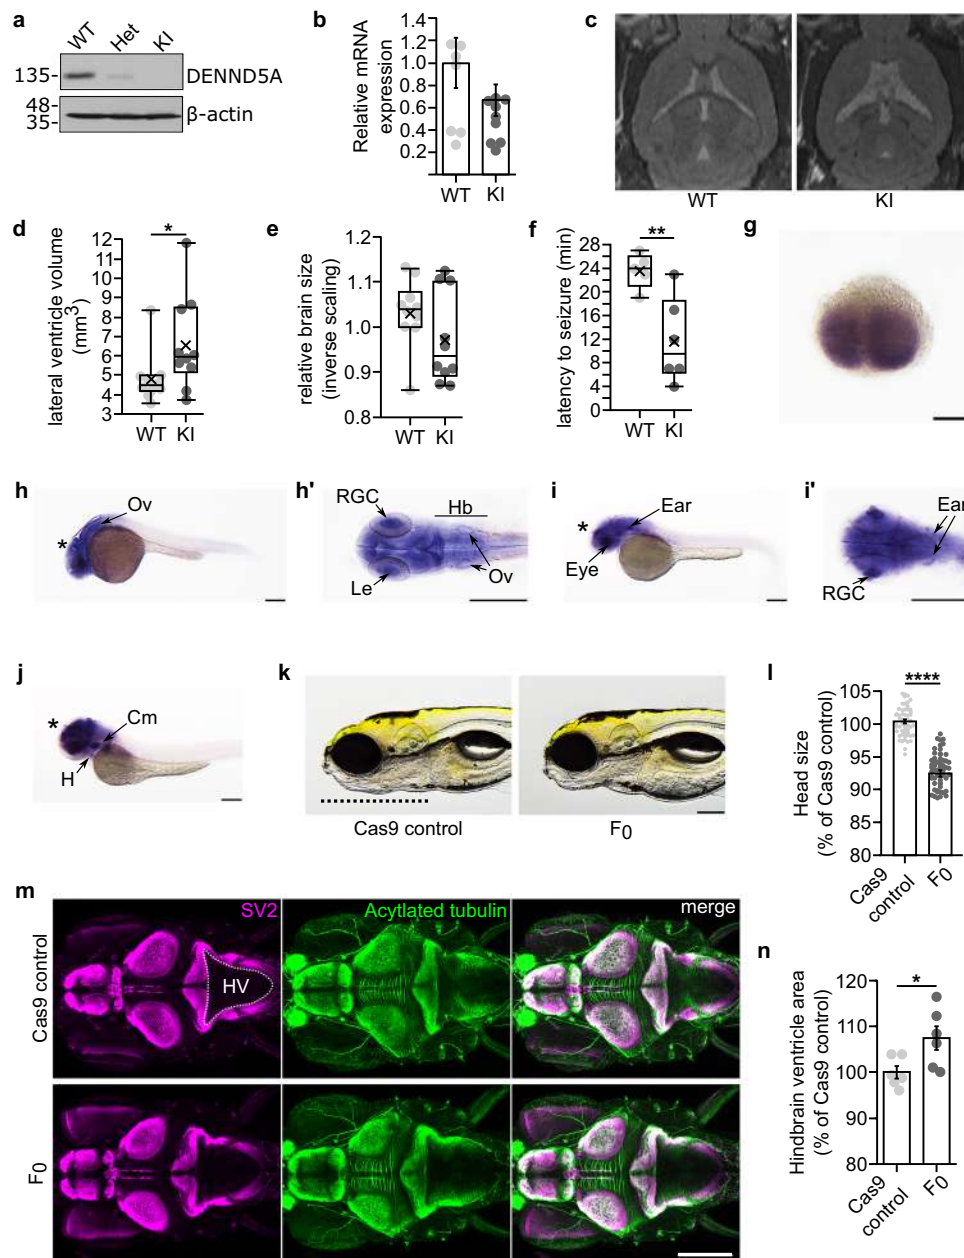 a
WT
Het
KI
135-
DENND5A
48-
35-
β-actin
b
Relative mRNA
expression
1.4
1.2
1.0
0.8
0.6
0.4
0.2
WT
KI
c
WT
KI
d
lateral ventricle volume
(mm3)
12
11
10
9
8
7
6
5
4
3
*
WT
KI
e
relative brain size
(inverse scaling)
1.2
1.1
1.0
0.9
0.8
WT
KI
f
latency to seizure (min)
28
24
20
16
12
8
4
0
**
WT
KI
g
h
Ov
*
h'
RGC
Hb
Le
Ov
i
*
Ear
Eye
i'
Ear
RGC
j
*
Cm
H
k
Cas9 control
F0
l
Head size
(% of Cas9 control)
105
100
95
90
85
80
****
Cas9
control
F0
m
SV2
Acytlated tubulin
merge
Cas9 control
HV
F0
n
Hindbrain ventricle area
(% of Cas9 control)
120
110
100
90
80
*
Cas9
control
F0